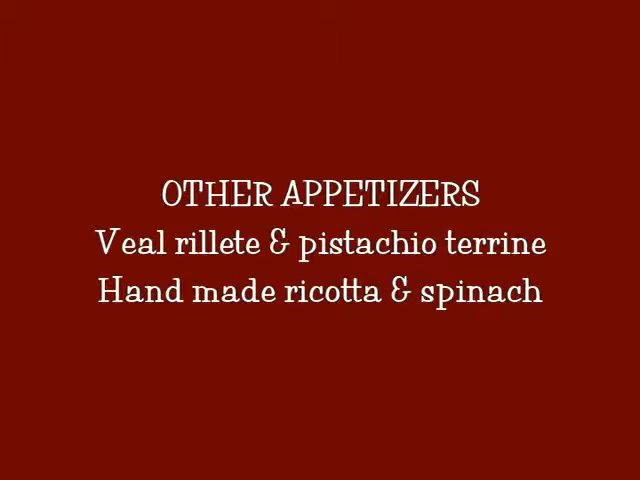 OTHER APPETIZERS
Veal rillete & pistachio terrine
Hand made ricotta & spinach